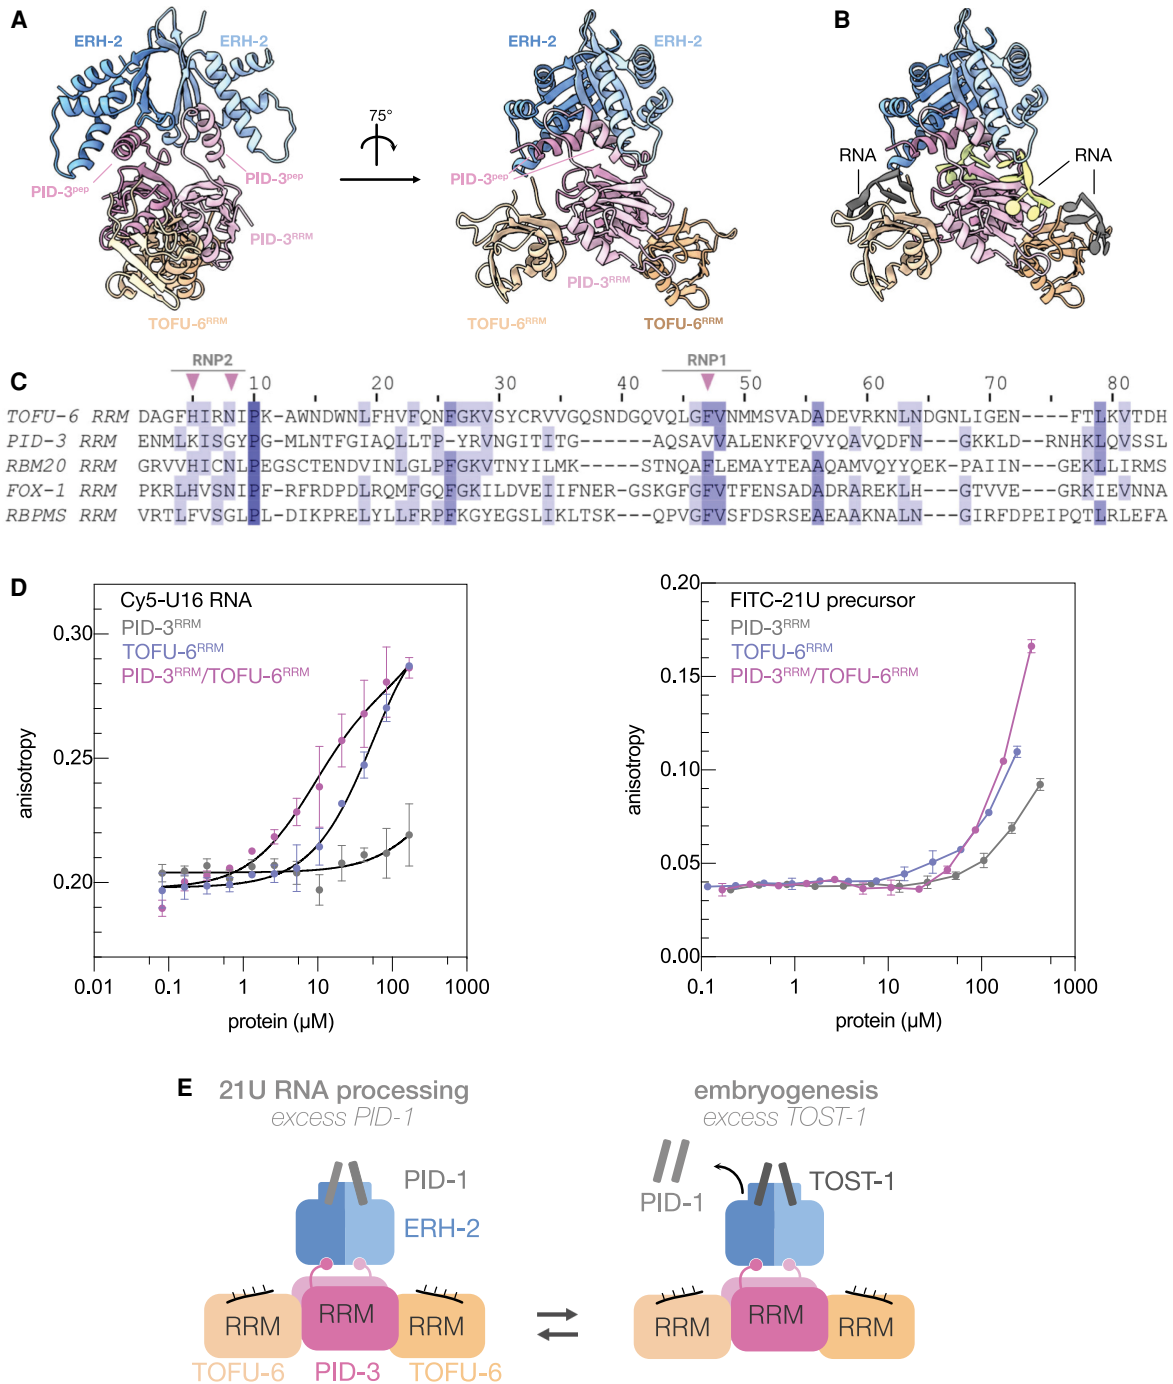 A
B
ERH-2
ERH-2
ERH-2
ERH-2
75°
PID-3pep
PID-3pep
PID-3RRM
PID-3pep
PID-3RRM
TOFU-6RRM
TOFU-6RRM
TOFU-6RRM
RNA
RNA
C
RNP2
RNP1
10 20 30 40 50 60 70 80
TOFU-6 RRM DAGFHIRNIPK-AWNDWNLFHVFQNFGKVSYCRVVGQSNDGQVQLGFVNMMSVADADEVRKNLNDGNLIGEN----FTLKVTDH
PID-3 RRM ENMLKISGYPG-MLNTFGIAQLLTP-YRVNGITITG------AQSAVVALENKFQVYQAVQDFN--GKKLD--RNHKLQVSSL
RBM20 RRM GRVVHICNLPEGSCTENDVINLGLPFGKVTNYILMK-----STNQAFLEMAYTEAAQAMVQYYQEK-PAIIN---GEKLLIRMS
FOX-1 RRM PKRLHVSNIPF-RFRDPDLRQMFGQFGKILDVEIIFNER-GSKGFGFVTFENSADADRAREKLH---GTVVE---GRKIEVNNA
RBPMS RRM VRTLFVSGLPL-DIKPRELYLLFRPFKGYEGSLIKLTSK---QPVGFVSFDSRSEAEAAKNALN---GIRFDPEIPQTLRLEFA
D
Cy5-U16 RNA
PID-3RRM
TOFU-6RRM
PID-3RRM/TOFU-6RRM
anisotropy
0.30
0.25
0.20
0.01 0.1 1 10 100 1000
protein (µM)
FITC-21U precursor
PID-3RRM
TOFU-6RRM
PID-3RRM/TOFU-6RRM
anisotropy
0.20
0.15
0.10
0.05
0.00
0.1 1 10 100 1000
protein (µM)
E
21U RNA processing
excess PID-1
PID-1
ERH-2
RRM
RRM
RRM
TOFU-6
PID-3
TOFU-6
embryogenesis
excess TOST-1
PID-1
TOST-1
RRM
RRM
RRM